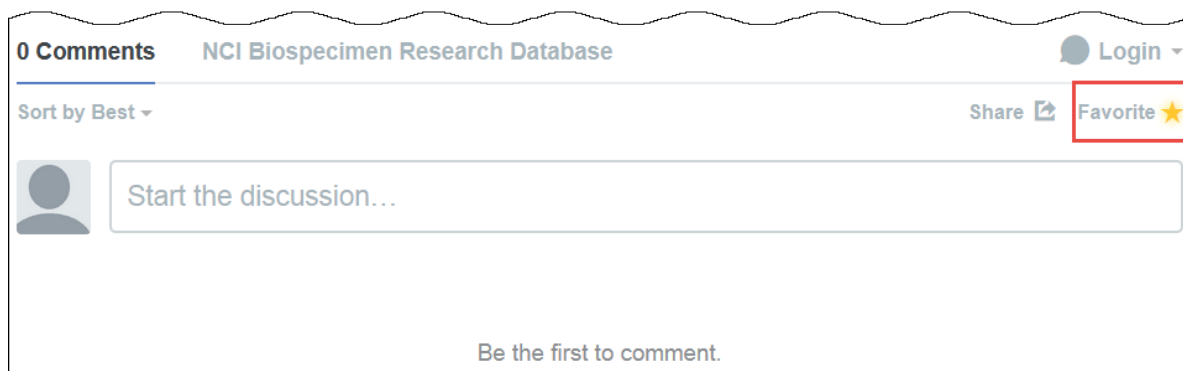 0 Comments NCI Biospecimen Research Database Login
Sort by Best Share Favorite
Start the discussion…
Be the first to comment.